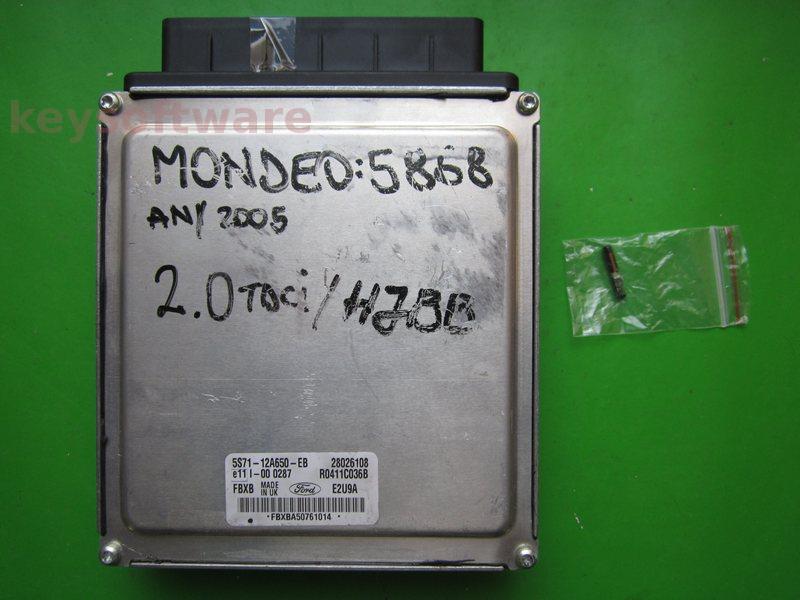 keysoftware
MONDEO:5868
AN/ 2005
2.0 TDCi/HJBB
5S71-12A650-EB 28026108
e11 I-00 0287 R0411C036B
FBXB MADE IN UK Ford E2U9A
•FBXBA50761014 •